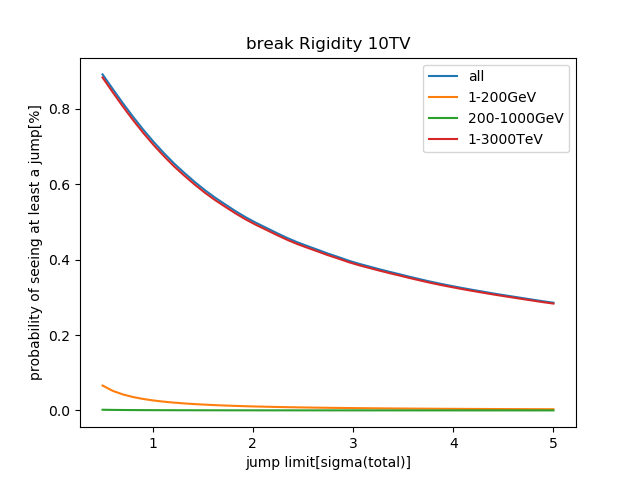 break Rigidity 10TV
all
1-200GeV
200-1000GeV
1-3000TeV
probability of seeing at least a jump[%]
0.8
0.6
0.4
0.2
0.0
1 2 3 4 5
jump limit[sigma(total)]